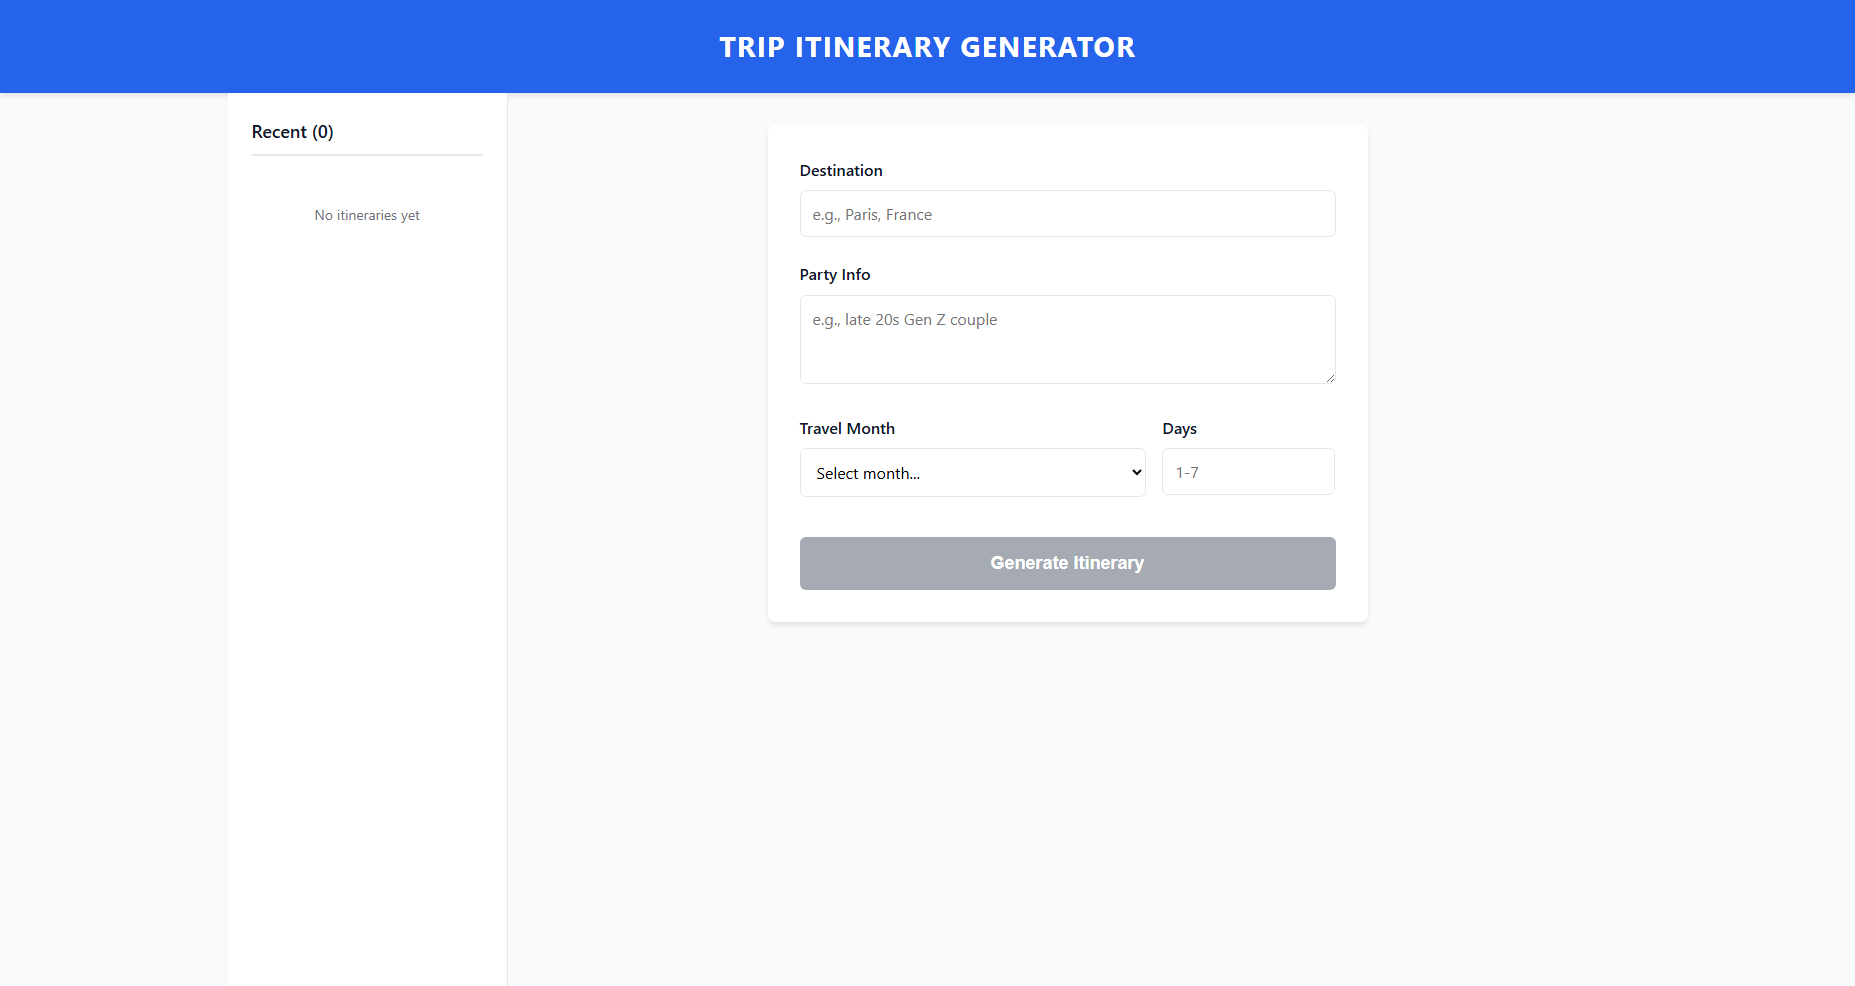 TRIP ITINERARY GENERATOR
Recent (0)
No itineraries yet
Destination
e.g., Paris, France
Party Info
e.g., late 20s Gen Z couple
Travel Month
Days
Select month...
1-7
Generate Itinerary